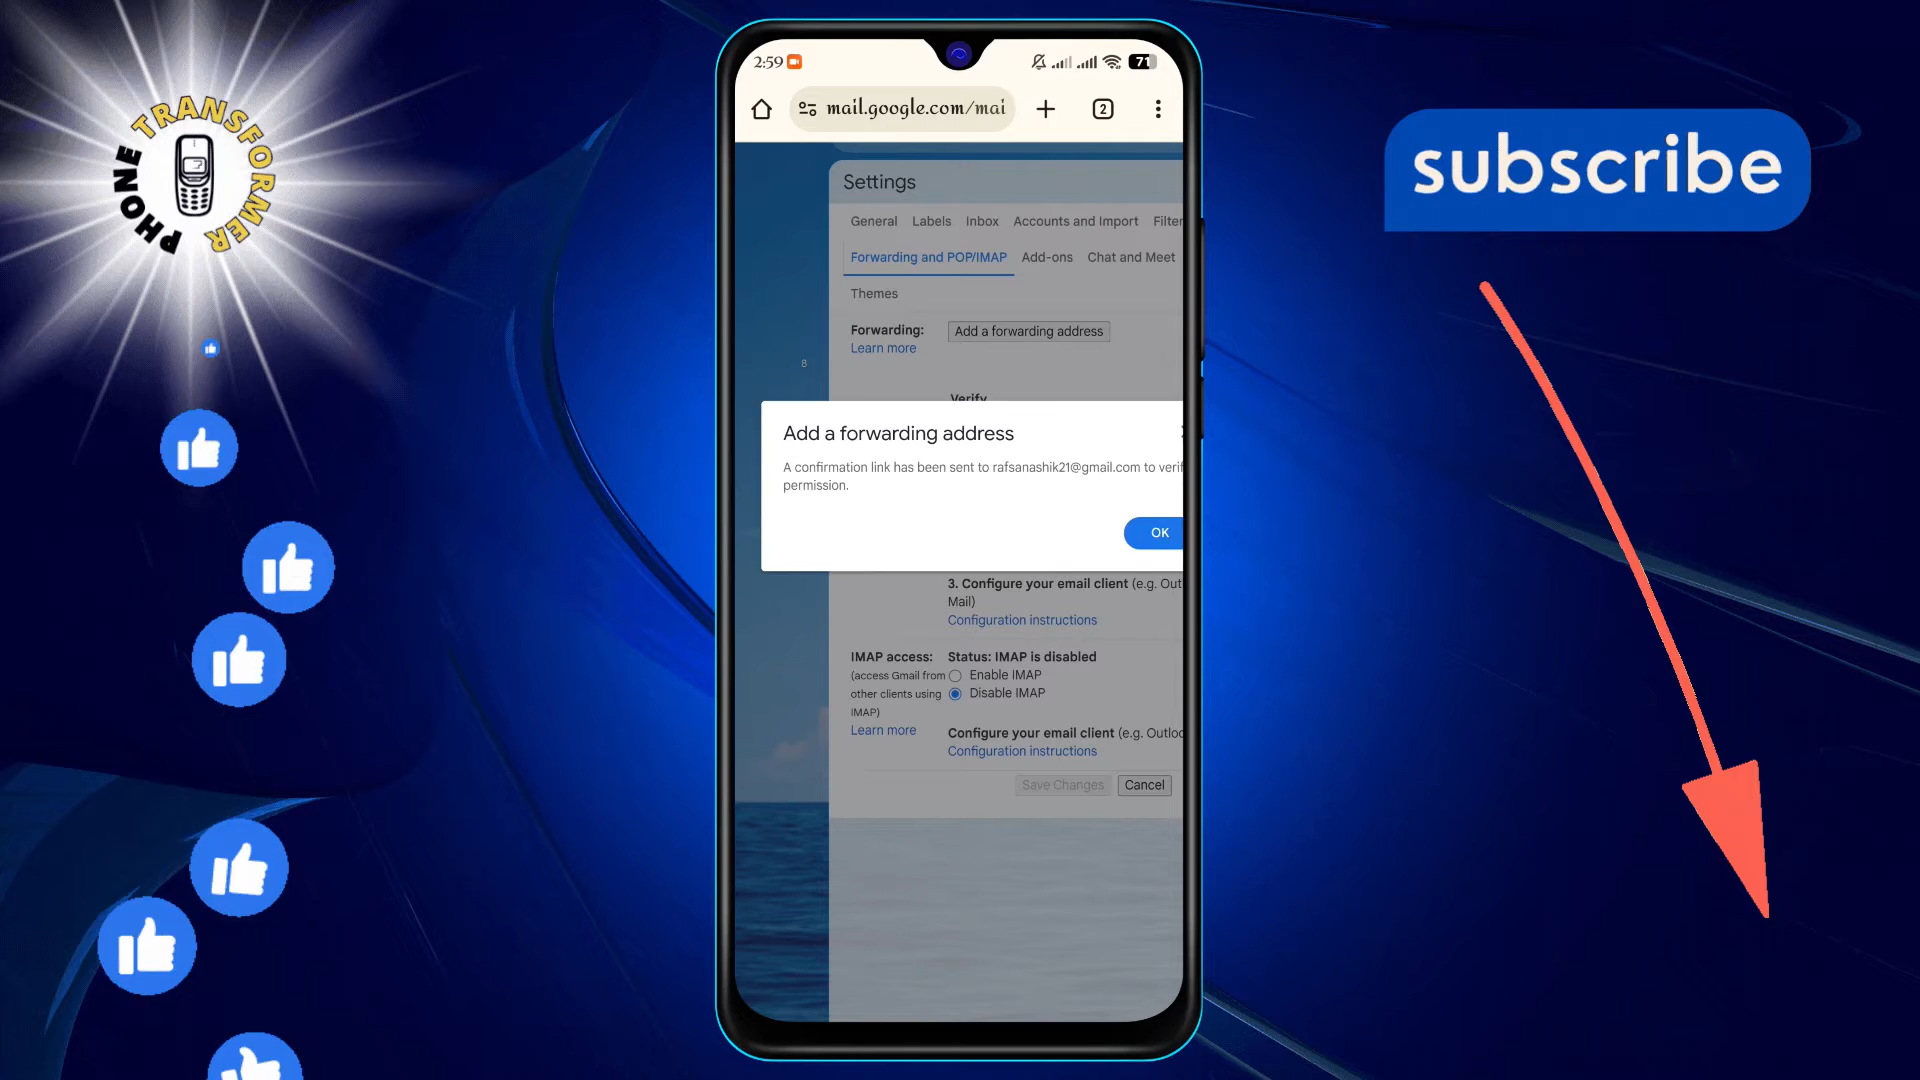 PHONE TRANSFORMER
subscribe
2:59
71
mail.google.com/mai
2
Settings
General Labels Inbox Accounts and Import Filter
Forwarding and POP/IMAP Add-ons Chat and Meet
Themes
Forwarding: Add a forwarding address
Learn more
8
Verify
Add a forwarding address
A confirmation link has been sent to rafsanashik21@gmail.com to verif
permission.
OK
3. Configure your email client (e.g. Out
Mail)
Configuration instructions
IMAP access: Status: IMAP is disabled
(access Gmail from Enable IMAP
other clients using Disable IMAP
IMAP)
Learn more
Configure your email client (e.g. Outloo
Configuration instructions
Save Changes Cancel